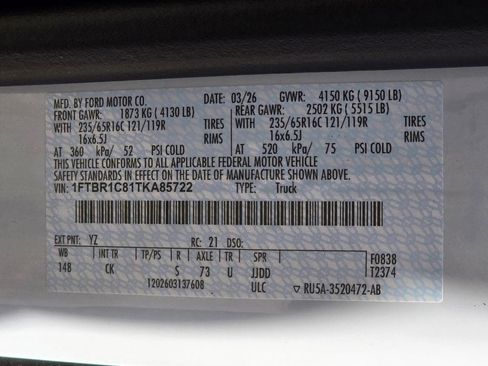 MFD. BY FORD MOTOR CO. DATE: 03/26 GVWR: 4150 KG ( 9150 LB)
FRONT GAWR: 1873 KG ( 4130 LB) REAR GAWR: 2502 KG ( 5515 LB)
WITH 235/65R16C 121/119R TIRES WITH 235/65R16C 121/119R TIRES
16x6.5J RIMS 16x6.5J RIMS
AT 360 kPa/ 52 PSI COLD AT 520 kPa/ 75 PSI COLD
THIS VEHICLE CONFORMS TO ALL APPLICABLE FEDERAL MOTOR VEHICLE
SAFETY STANDARDS IN EFFECT ON THE DATE OF MANUFACTURE SHOWN ABOVE.
VIN: 1FTBR1C81TKA85722 TYPE: Truck
EXT PNT: YZ RC: 21 DSO:
WB INT TR TP/PS R AXLE TR SPR F0838
148 CK S 73 U JJDD T2374
1202603137608 ULC ▽ RU5A-3520472-AB